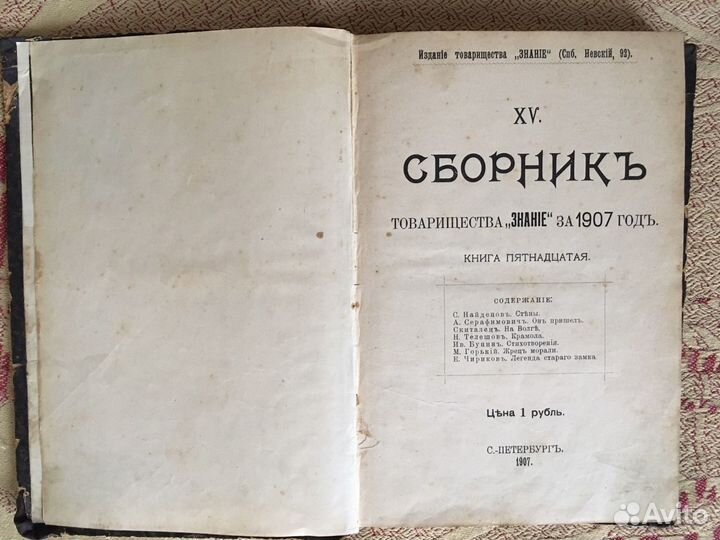 Изданіе товарищества „ЗНАНІЕ“ (Спб, Невскій, 92).
XV.
СБОРНИКЪ
ТОВАРИЩЕСТВА „ЗНАНІЕ“ ЗА 1907 ГОДЪ.
КНИГА ПЯТНАДЦАТАЯ.
СОДЕРЖАНІЕ:
С. Найденовъ. Стѣны.
А. Серафимовичъ. Онъ пришелъ.
Скиталецъ. На Волгѣ.
Н. Телешовъ. Крамола.
Ив. Бунинъ. Стихотворенія.
М. Горькій. Жрецъ морали.
Е. Чириковъ. Легенда стараго замка
Цѣна 1 рубль.
С.-ПЕТЕРБУРГЪ.
1907.
Avito